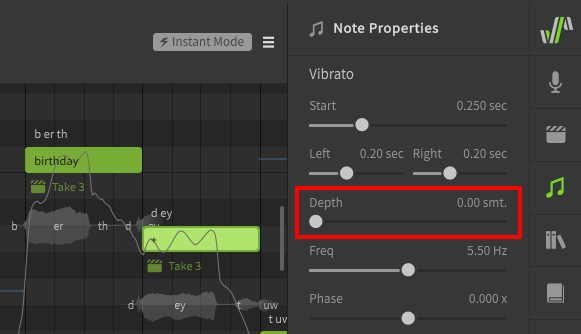 Instant Mode
b er th
birthday
Take 3
b er th d ey
d ey
+
Take 3
d ey t uw
t uw
Note Properties
Vibrato
Start 0.250 sec
Left 0.20 sec Right 0.20 sec
Depth 0.00 smt.
Freq 5.50 Hz
Phase 0.000 x